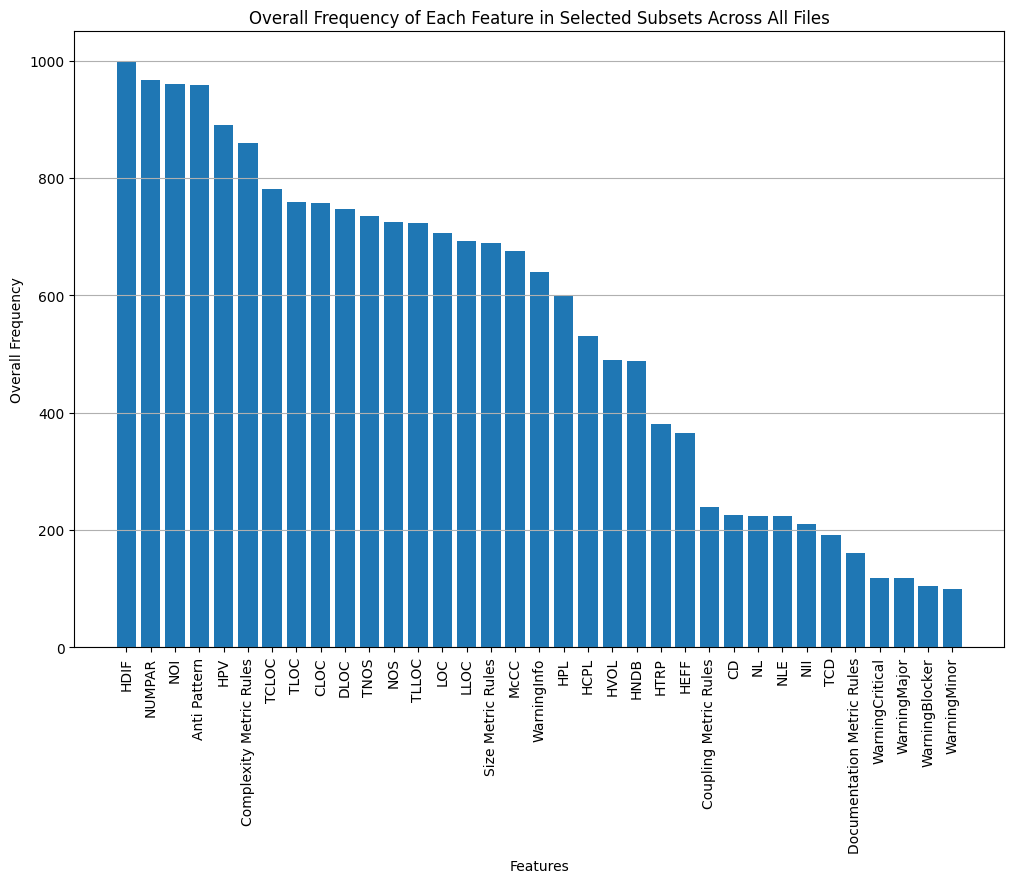 Overall Frequency of Each Feature in Selected Subsets Across All Files
Overall Frequency
1000
800
600
400
200
0
HDIF
NUMPAR
NOI
Anti Pattern
HPV
Complexity Metric Rules
TCLOC
TLOC
CLOC
DLOC
TNOS
NOS
TLLOC
LOC
LLOC
Size Metric Rules
McCC
WarningInfo
HPL
HCPL
HVOL
HNDB
HTRP
HEFF
Coupling Metric Rules
CD
NL
NLE
NII
TCD
Documentation Metric Rules
WarningCritical
WarningMajor
WarningBlocker
WarningMinor
Features